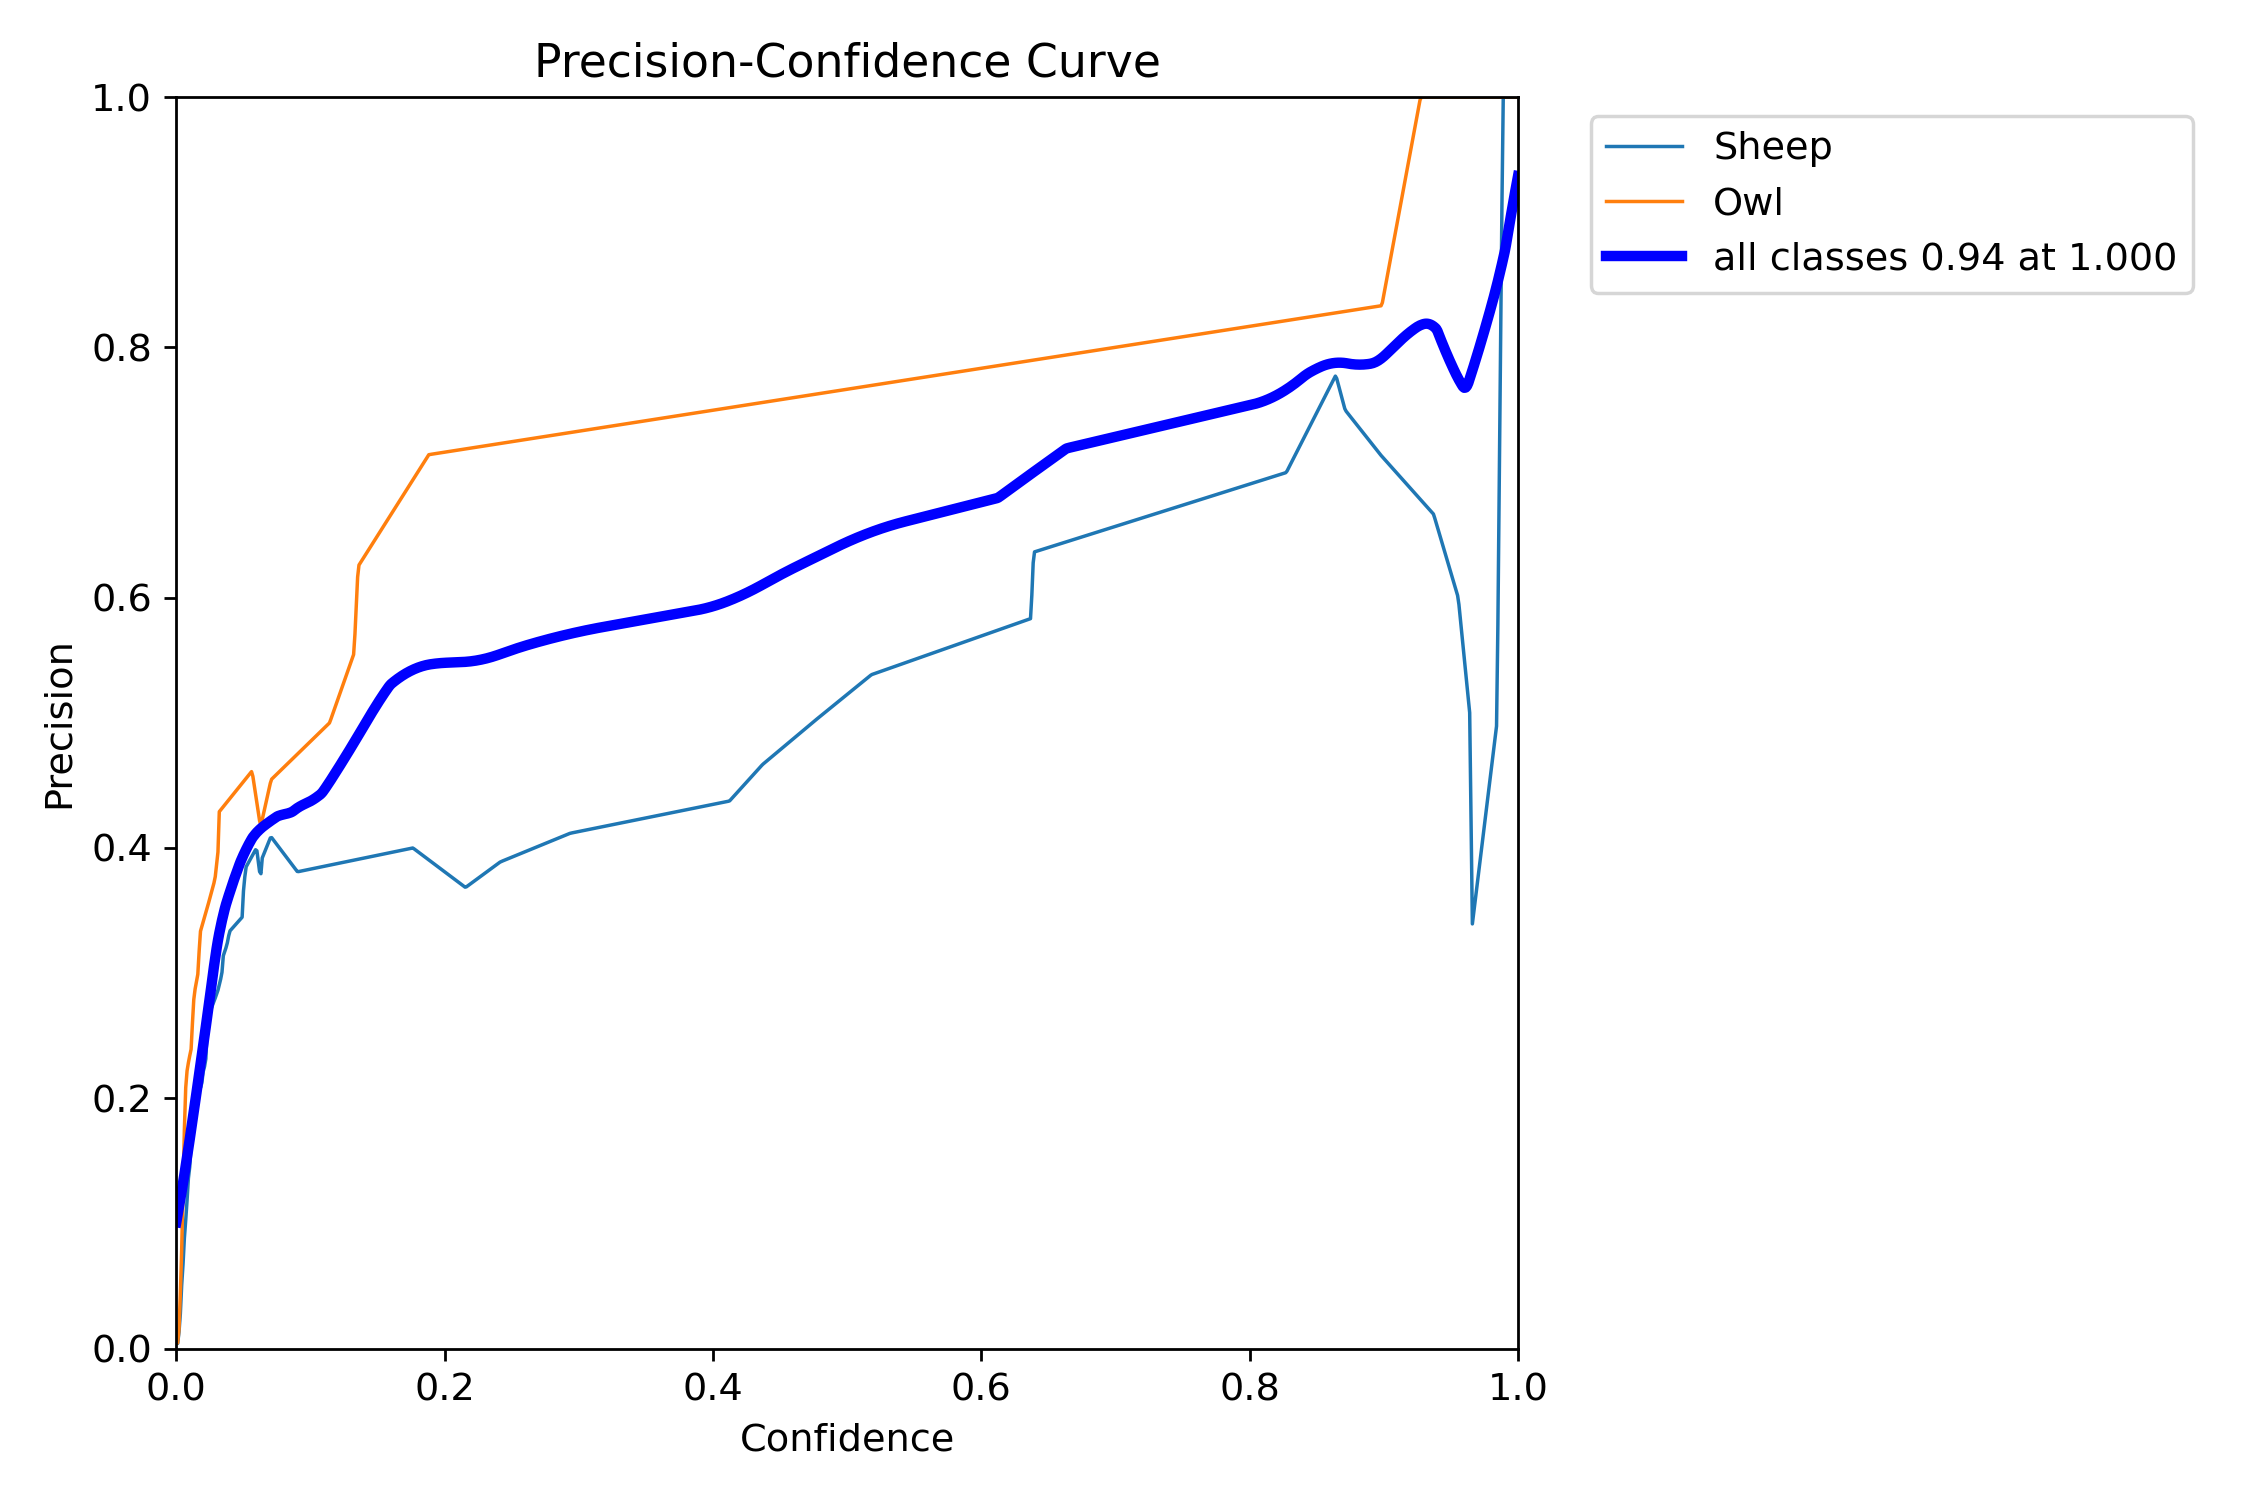 Precision-Confidence Curve
1.0
0.8
0.6
0.4
0.2
0.0
Precision
0.0 0.2 0.4 0.6 0.8 1.0
Confidence
Sheep
Owl
all classes 0.94 at 1.000